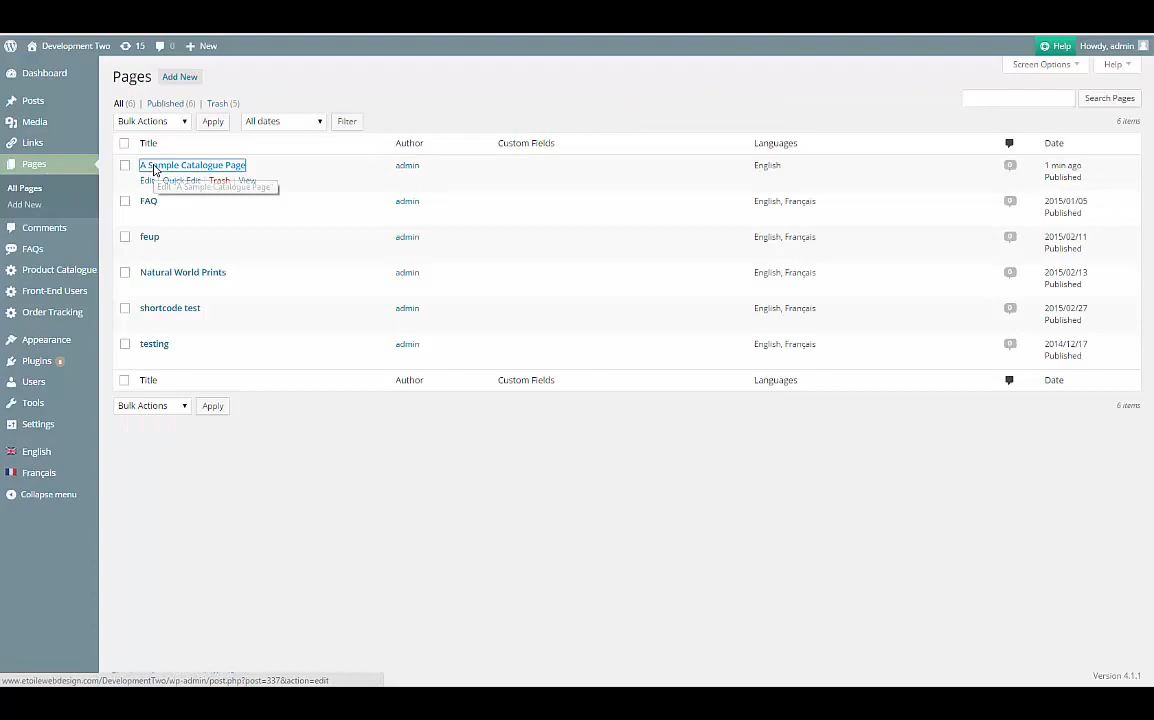 Development Two 15 0 New Help Howdy, admin
Dashboard
Posts
Media
Links
Pages
All Pages
Add New
Comments
FAQs
Product Catalogue
Front-End Users
Order Tracking
Appearance
Plugins 8
Users
Tools
Settings
English
Français
Collapse menu
Screen Options Help
Pages Add New
All (6) | Published (6) | Trash (5)
Search Pages
Bulk Actions Apply All dates Filter 6 items
Title Author Custom Fields Languages Date
A Sample Catalogue Page admin English 0 1 min ago
Published
Edit | Quick Edit | Trash | View
Edit "A Sample Catalogue Page"
FAQ admin English, Français 0 2015/01/05
Published
feup admin English, Français 0 2015/02/11
Published
Natural World Prints admin English, Français 0 2015/02/13
Published
shortcode test admin English, Français 0 2015/02/27
Published
testing admin English, Français 0 2014/12/17
Published
Title Author Custom Fields Languages Date
Bulk Actions Apply 6 items
Version 4.1.1
www.etoilewebdesign.com/DevelopmentTwo/wp-admin/post.php?post=337&action=edit